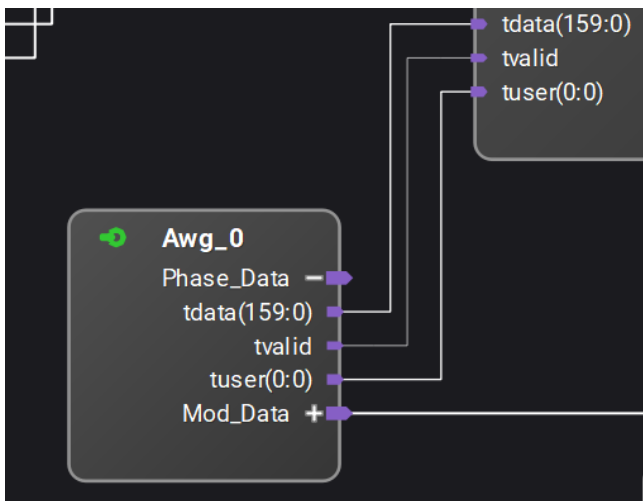 tdata(159:0)
tvalid
tuser(0:0)
Awg_0
Phase_Data
tdata(159:0)
tvalid
tuser(0:0)
Mod_Data